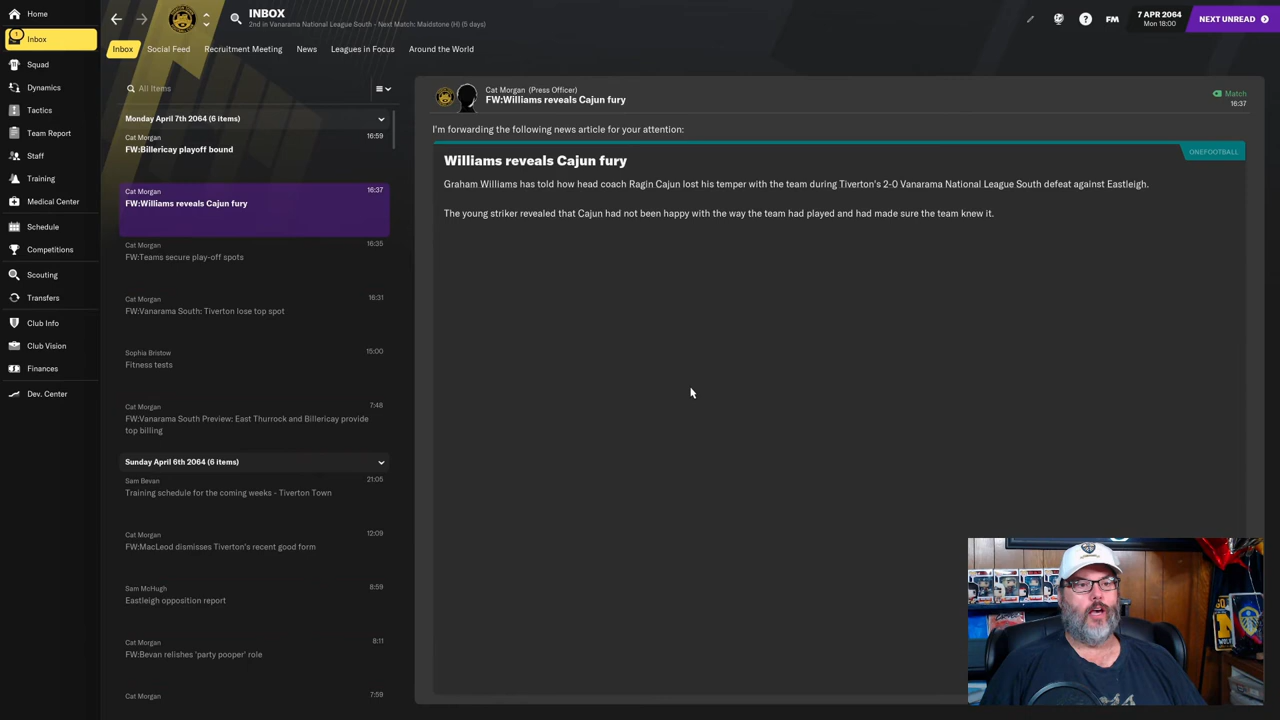 Home
Inbox
1
Squad
Dynamics
Tactics
Team Report
Staff
Training
Medical Center
Schedule
Competitions
Scouting
Transfers
Club Info
Club Vision
Finances
Dev. Center
INBOX
2nd in Vanarama National League South - Next Match: Maidstone (H) (5 days)
FM
7 APR 2064
Mon 18:00
NEXT UNREAD
Inbox
Social Feed
Recruitment Meeting
News
Leagues in Focus
Around the World
All Items
Monday April 7th 2064 (6 items)
Cat Morgan 16:59
FW:Billericay playoff bound
Cat Morgan 16:37
FW:Williams reveals Cajun fury
Cat Morgan 16:35
FW:Teams secure play-off spots
Cat Morgan 16:31
FW:Vanarama South: Tiverton lose top spot
Sophia Bristow 15:00
Fitness tests
Cat Morgan 7:48
FW:Vanarama South Preview: East Thurrock and Billericay provide
top billing
Sunday April 6th 2064 (6 items)
Sam Bevan 21:05
Training schedule for the coming weeks - Tiverton Town
Cat Morgan 12:09
FW:MacLeod dismisses Tiverton's recent good form
Sam McHugh 8:59
Eastleigh opposition report
Cat Morgan 8:11
FW:Bevan relishes 'party pooper' role
Cat Morgan 7:59
Cat Morgan (Press Officer)
FW:Williams reveals Cajun fury
Match
16:37
I'm forwarding the following news article for your attention:
Williams reveals Cajun fury
ONEFOOTBALL
Graham Williams has told how head coach Ragin Cajun lost his temper with the team during Tiverton's 2-0 Vanarama National League South defeat against Eastleigh.
The young striker revealed that Cajun had not been happy with the way the team had played and had made sure the team knew it.